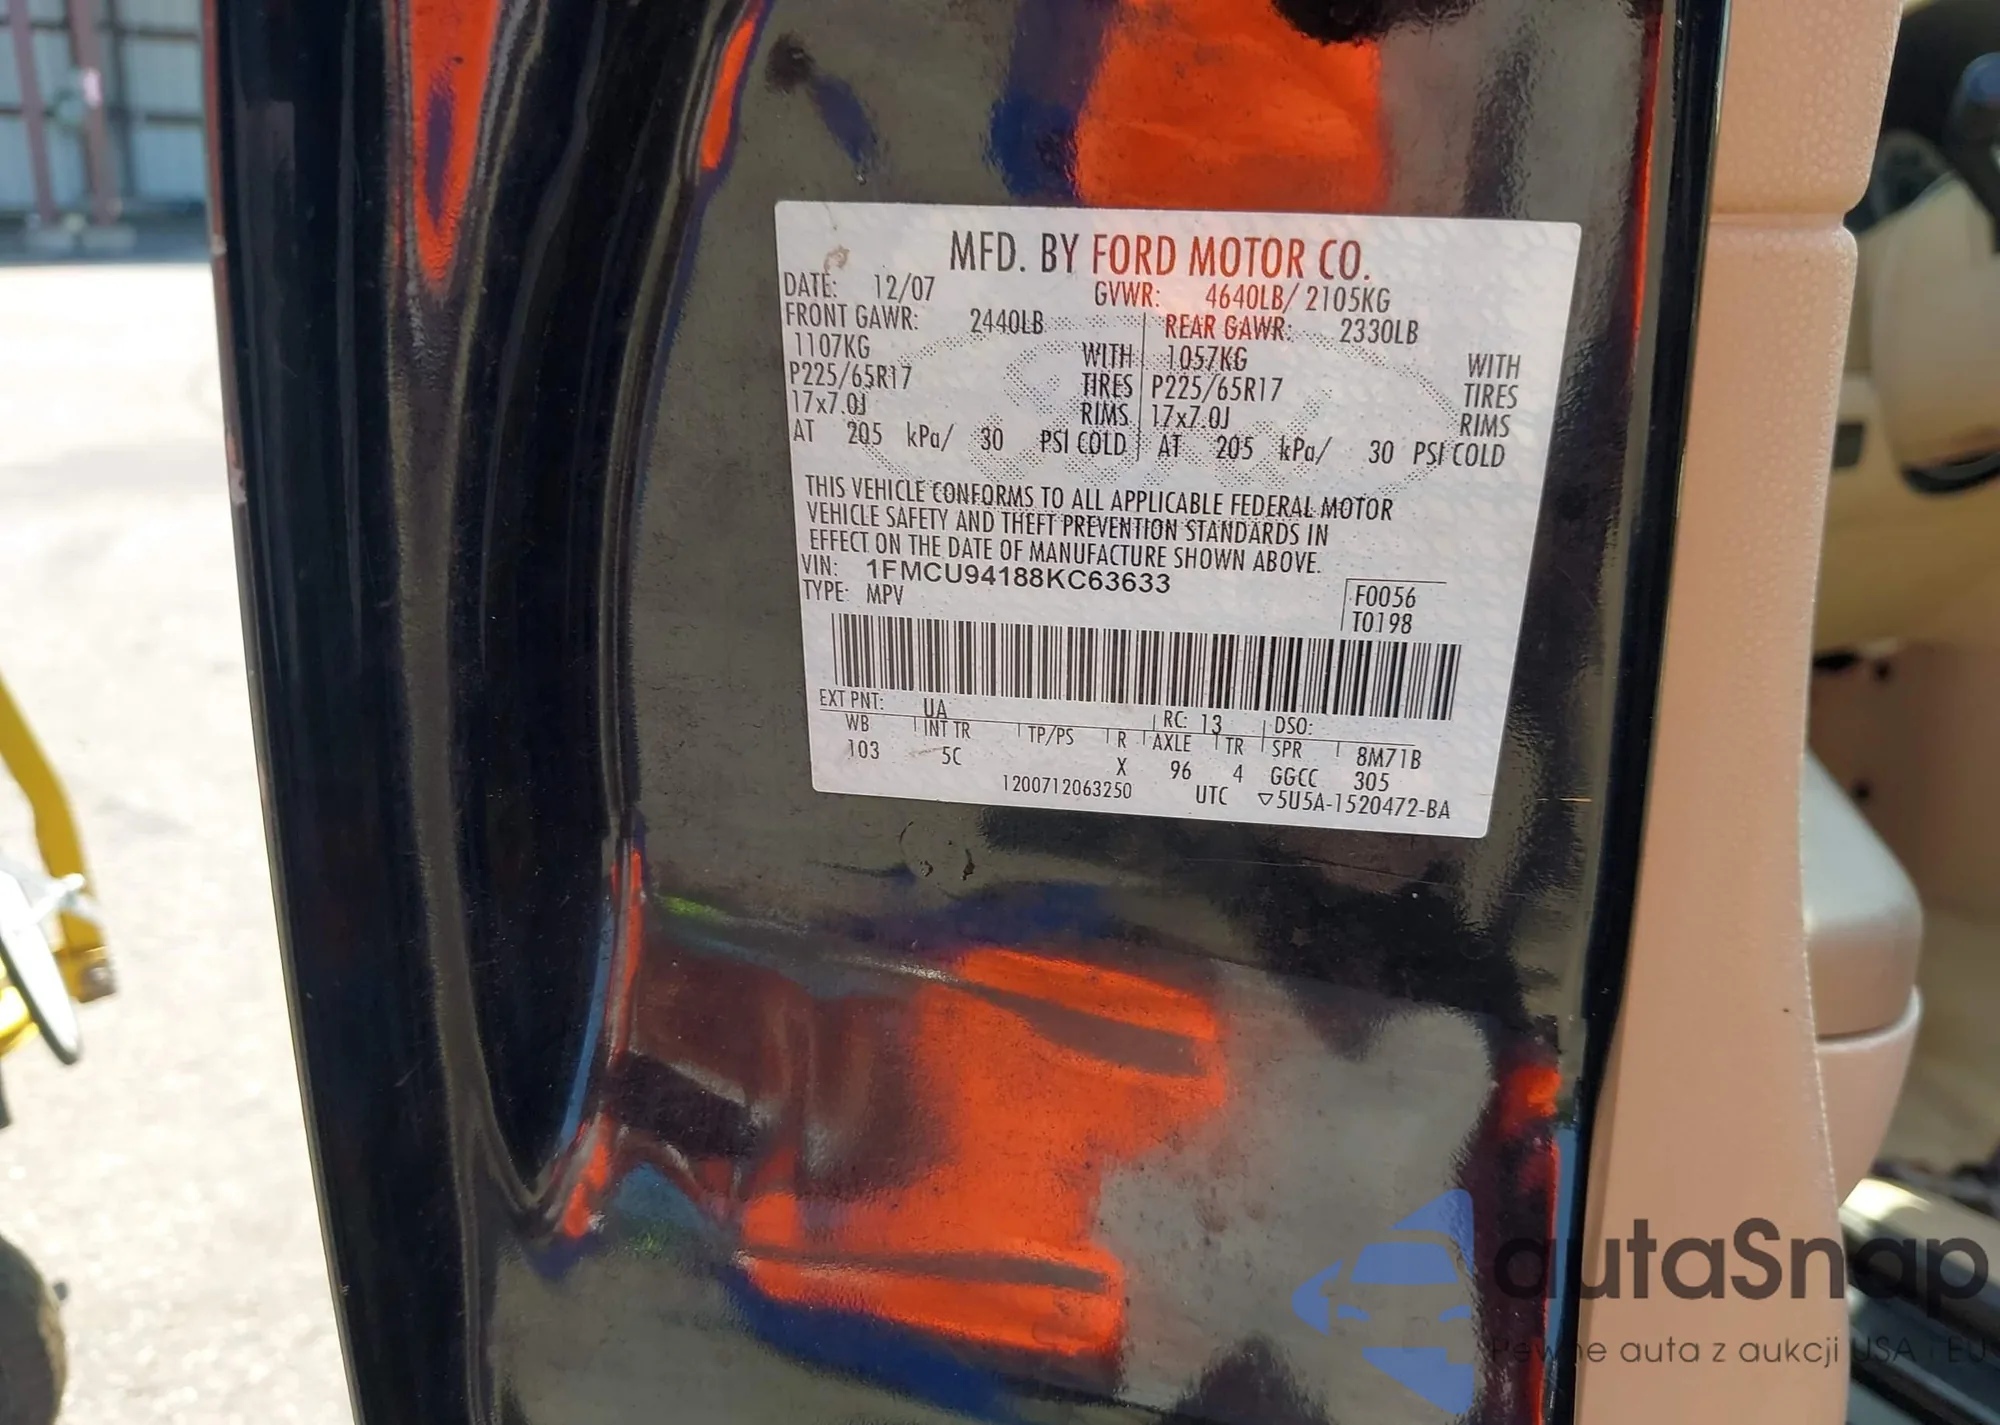 MFD. BY FORD MOTOR CO.
DATE: 12/07 GVWR: 4640LB/ 2105KG
FRONT GAWR: 2440LB REAR GAWR: 2330LB
1107KG WITH 1057KG WITH
P225/65R17 TIRES P225/65R17 TIRES
17x7.0J RIMS 17x7.0J RIMS
AT 205 kPa/ 30 PSI COLD AT 205 kPa/ 30 PSI COLD
THIS VEHICLE CONFORMS TO ALL APPLICABLE FEDERAL MOTOR
VEHICLE SAFETY AND THEFT PREVENTION STANDARDS IN
EFFECT ON THE DATE OF MANUFACTURE SHOWN ABOVE.
VIN: 1FMCU94188KC63633
TYPE: MPV
F0056
T0198
EXT PNT: UA RC: 13 DSO:
WB INT TR TP/PS R AXLE TR SPR 8M71B
103 5C X 96 4 GGCC 305
1200712063250 UTC ▽5U5A-1520472-BA
autaSnap
Pewne auta z aukcji USA i EU